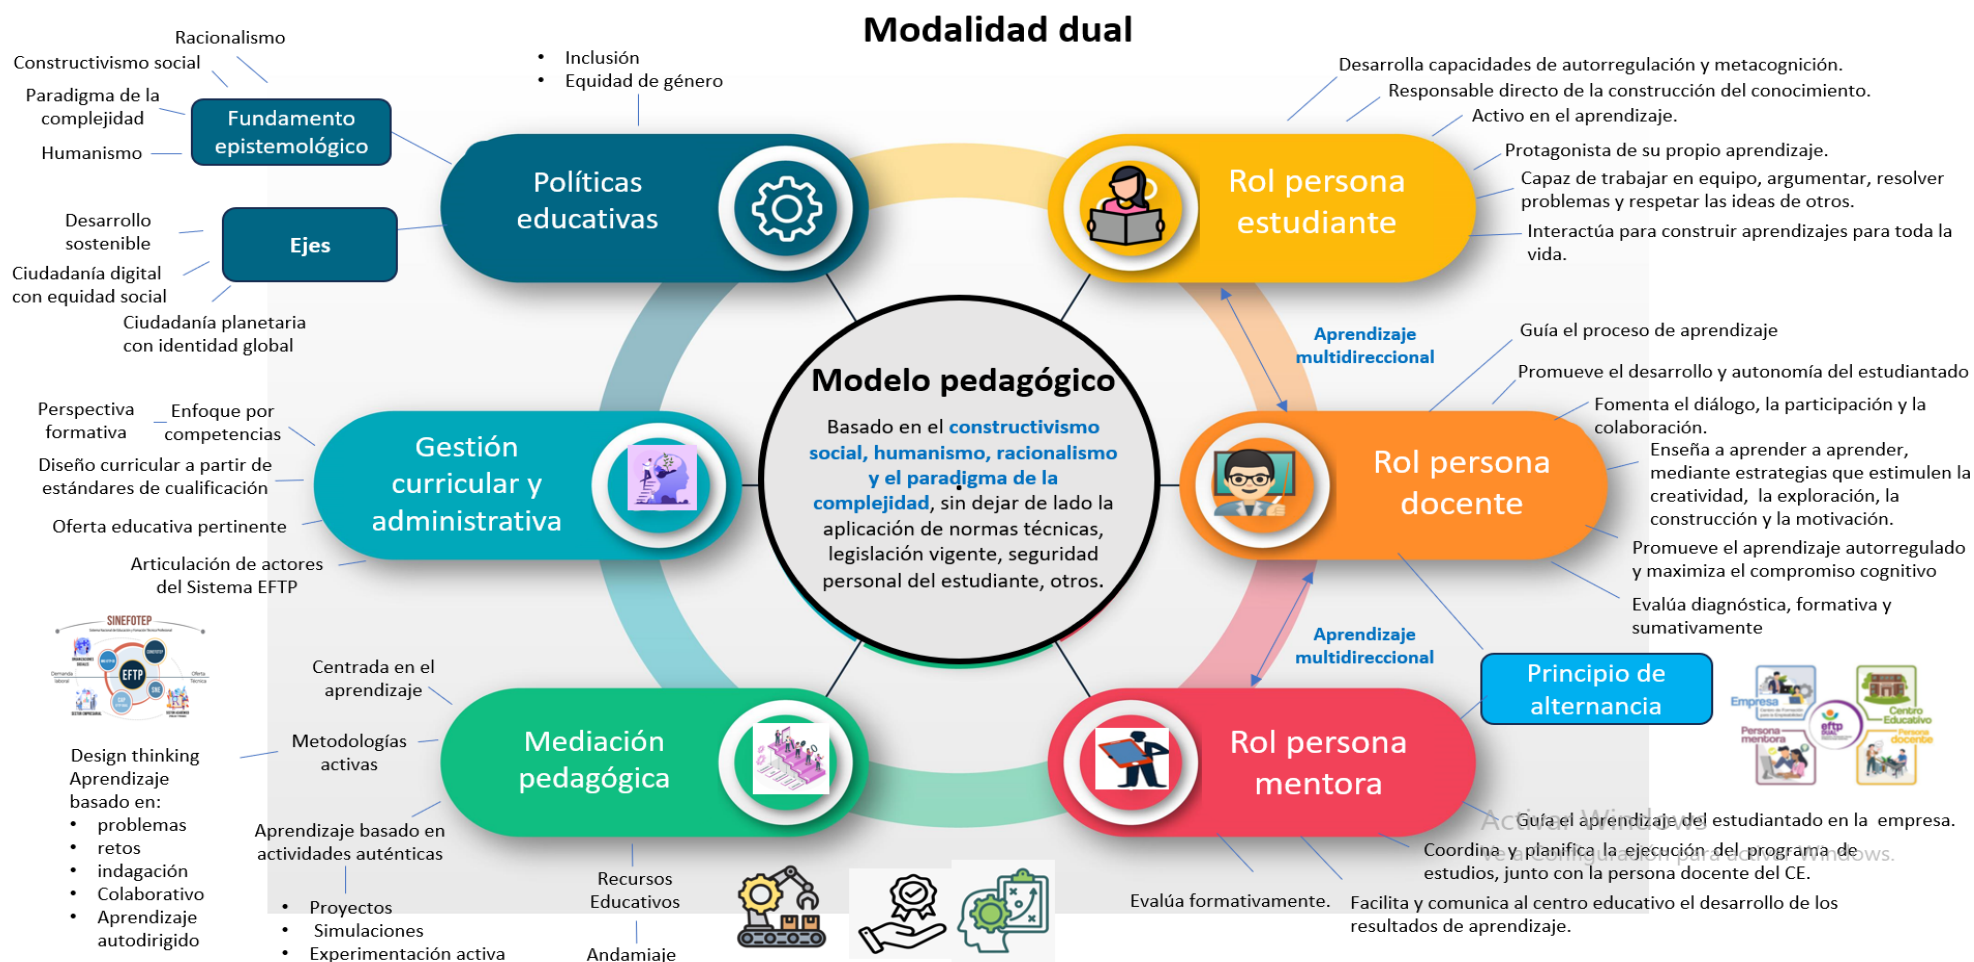 Modalidad dual
Racionalismo
Constructivismo social
Paradigma de la
complejidad
Humanismo
Fundamento
epistemológico
Desarrollo
sostenible
Ciudadanía digital
con equidad social
Ciudadanía planetaria
con identidad global
Ejes
• Inclusión
• Equidad de género
Políticas
educativas
Desarrolla capacidades de autorregulación y metacognición.
Responsable directo de la construcción del conocimiento.
Activo en el aprendizaje.
Protagonista de su propio aprendizaje.
Capaz de trabajar en equipo, argumentar, resolver
problemas y respetar las ideas de otros.
Interactúa para construir aprendizajes para toda la
vida.
Rol persona
estudiante
Aprendizaje
multidireccional
Modelo pedagógico
Basado en el constructivismo
social, humanismo, racionalismo
y el paradigma de la
complejidad, sin dejar de lado la
aplicación de normas técnicas,
legislación vigente, seguridad
personal del estudiante, otros.
Perspectiva
formativa
Enfoque por
competencias
Diseño curricular a partir de
estándares de cualificación
Oferta educativa pertinente
Articulación de actores
del Sistema EFTP
Gestión
curricular y
administrativa
Guía el proceso de aprendizaje
Promueve el desarrollo y autonomía del estudiantado
Fomenta el diálogo, la participación y la
colaboración.
Enseña a aprender a aprender,
mediante estrategias que estimulen la
creatividad, la exploración, la
construcción y la motivación.
Promueve el aprendizaje autorregulado
y maximiza el compromiso cognitivo
Evalúa diagnóstica, formativa y
sumativamente
Rol persona
docente
Aprendizaje
multidireccional
Principio de
alternancia
SINEFOTEP
EFTP
Demanda
laboral
Oferta
Técnica
Empresa
Centro
Educativo
Persona
mentora
Persona
docente
eftp
DUAL
Centrada en el
aprendizaje
Metodologías
activas
Design thinking
Aprendizaje
basado en:
• problemas
• retos
• indagación
• Colaborativo
• Aprendizaje
autodirigido
Aprendizaje basado en
actividades auténticas
• Proyectos
• Simulaciones
• Experimentación activa
Recursos
Educativos
Andamiaje
Mediación
pedagógica
Rol persona
mentora
Guía el aprendizaje del estudiantado en la empresa.
Coordina y planifica la ejecución del programa de
estudios, junto con la persona docente del CE.
Evalúa formativamente.
Facilita y comunica al centro educativo el desarrollo de los
resultados de aprendizaje.
Activar Windows
Ve a Configuración para activar Windows.